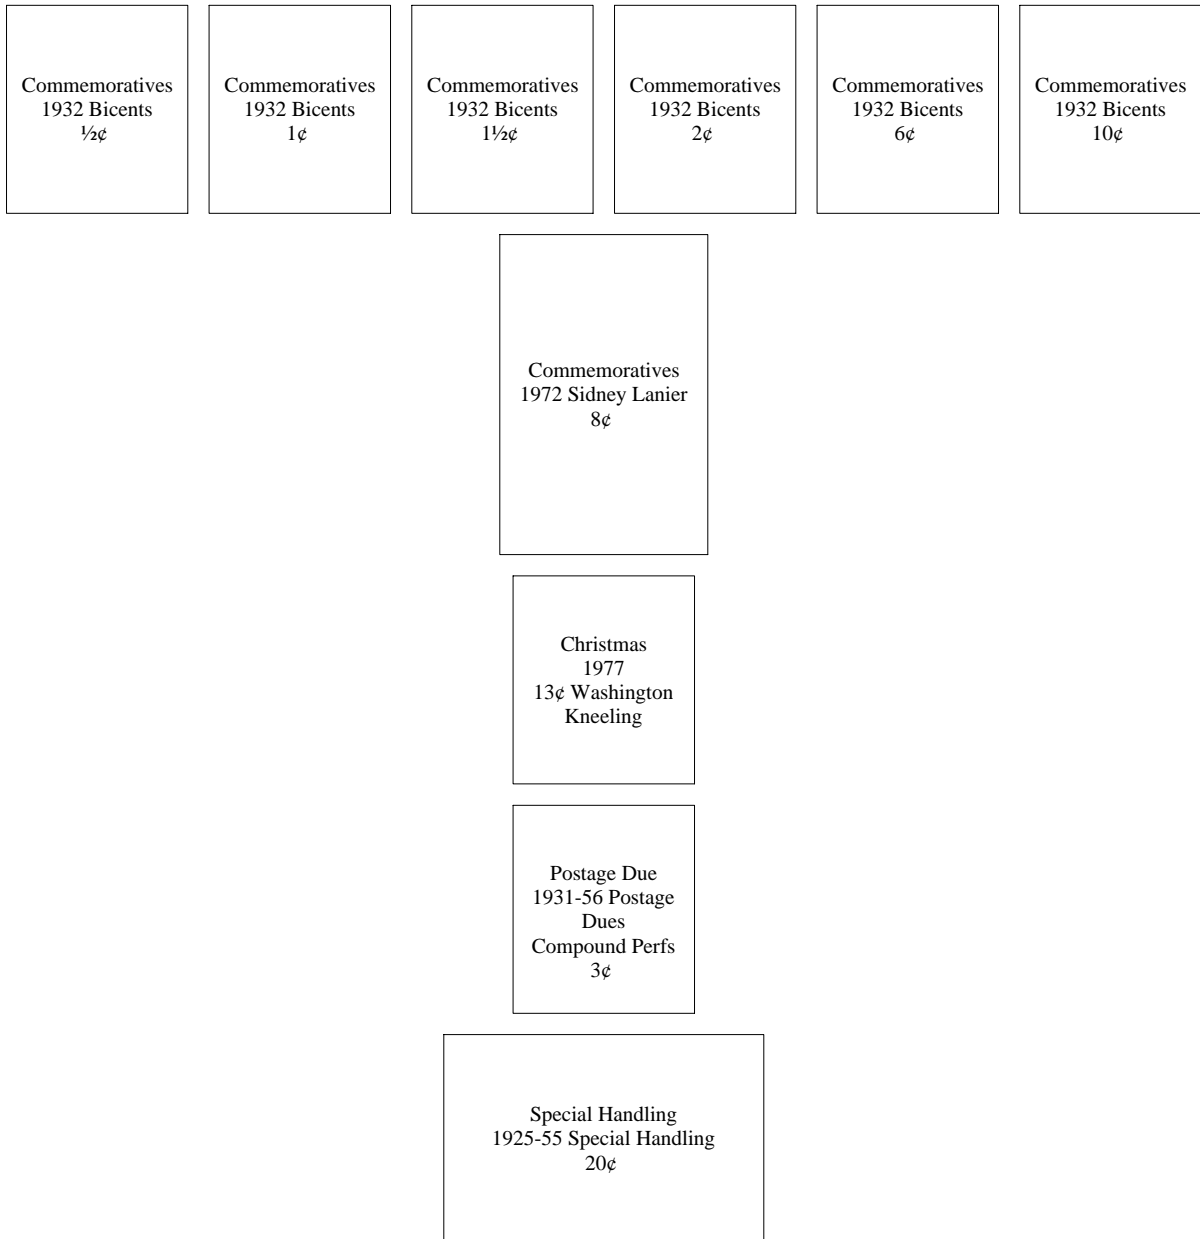 Commemoratives
1932 Bicents
½¢
Commemoratives
1932 Bicents
1¢
Commemoratives
1932 Bicents
1½¢
Commemoratives
1932 Bicents
2¢
Commemoratives
1932 Bicents
6¢
Commemoratives
1932 Bicents
10¢
Commemoratives
1972 Sidney Lanier
8¢
Christmas
1977
13¢ Washington
Kneeling
Postage Due
1931-56 Postage
Dues
Compound Perfs
3¢
Special Handling
1925-55 Special Handling
20¢